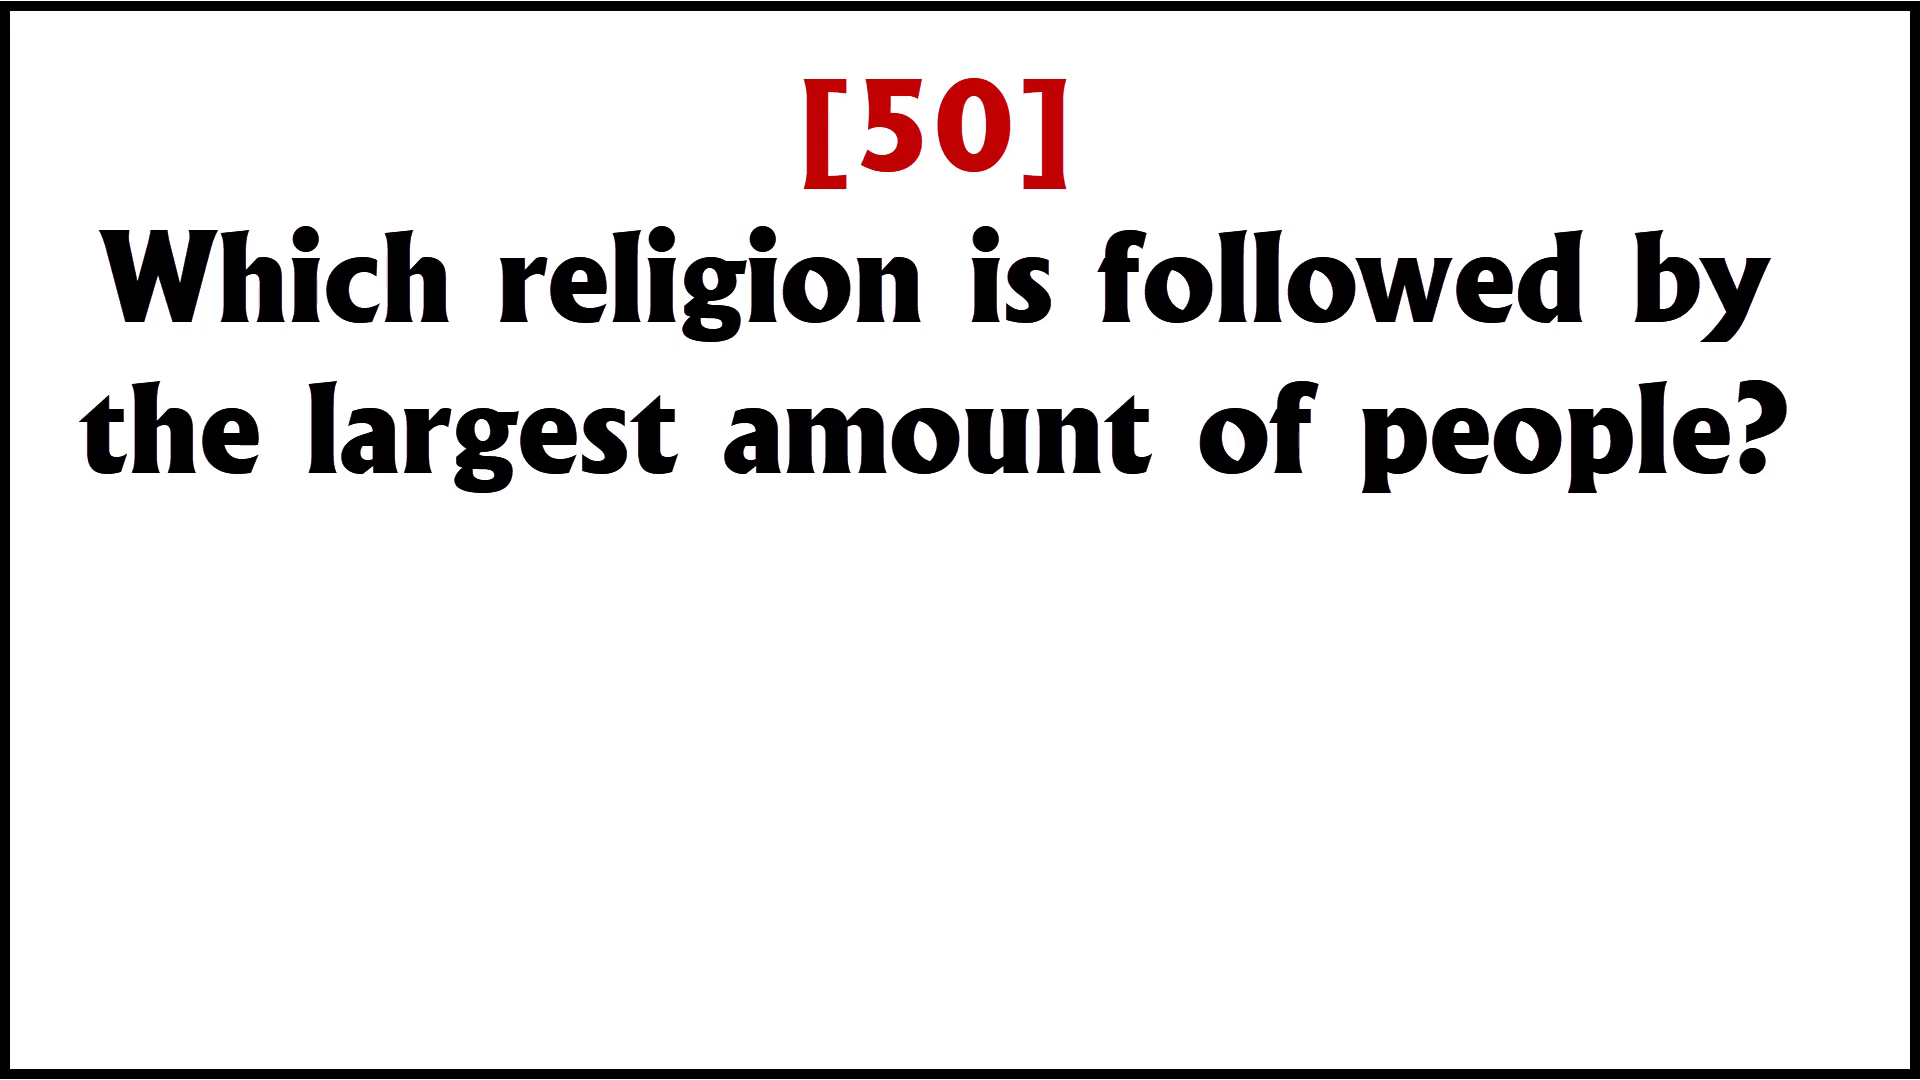 [50]
Which religion is followed by
the largest amount of people?